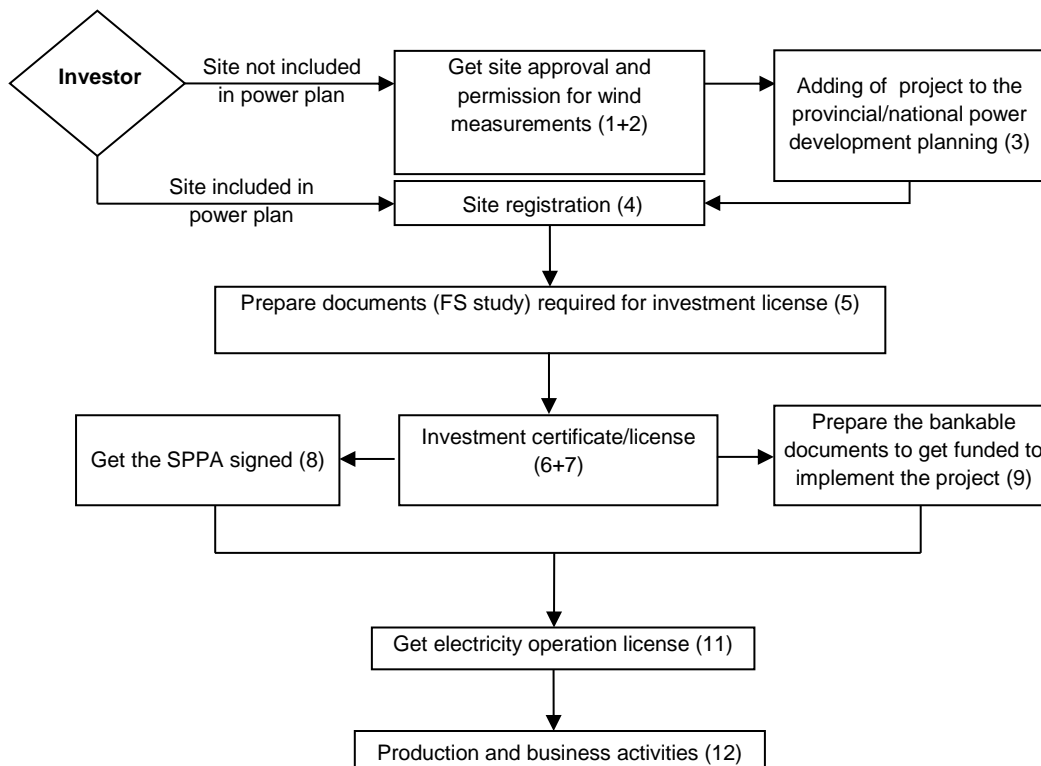 Investor
Site not included
in power plan
Get site approval and
permission for wind
measurements (1+2)
Adding of project to the
provincial/national power
development planning (3)
Site included in
power plan
Site registration (4)
Prepare documents (FS study) required for investment license (5)
Get the SPPA signed (8)
Investment certificate/license
(6+7)
Prepare the bankable
documents to get funded to
implement the project (9)
Get electricity operation license (11)
Production and business activities (12)